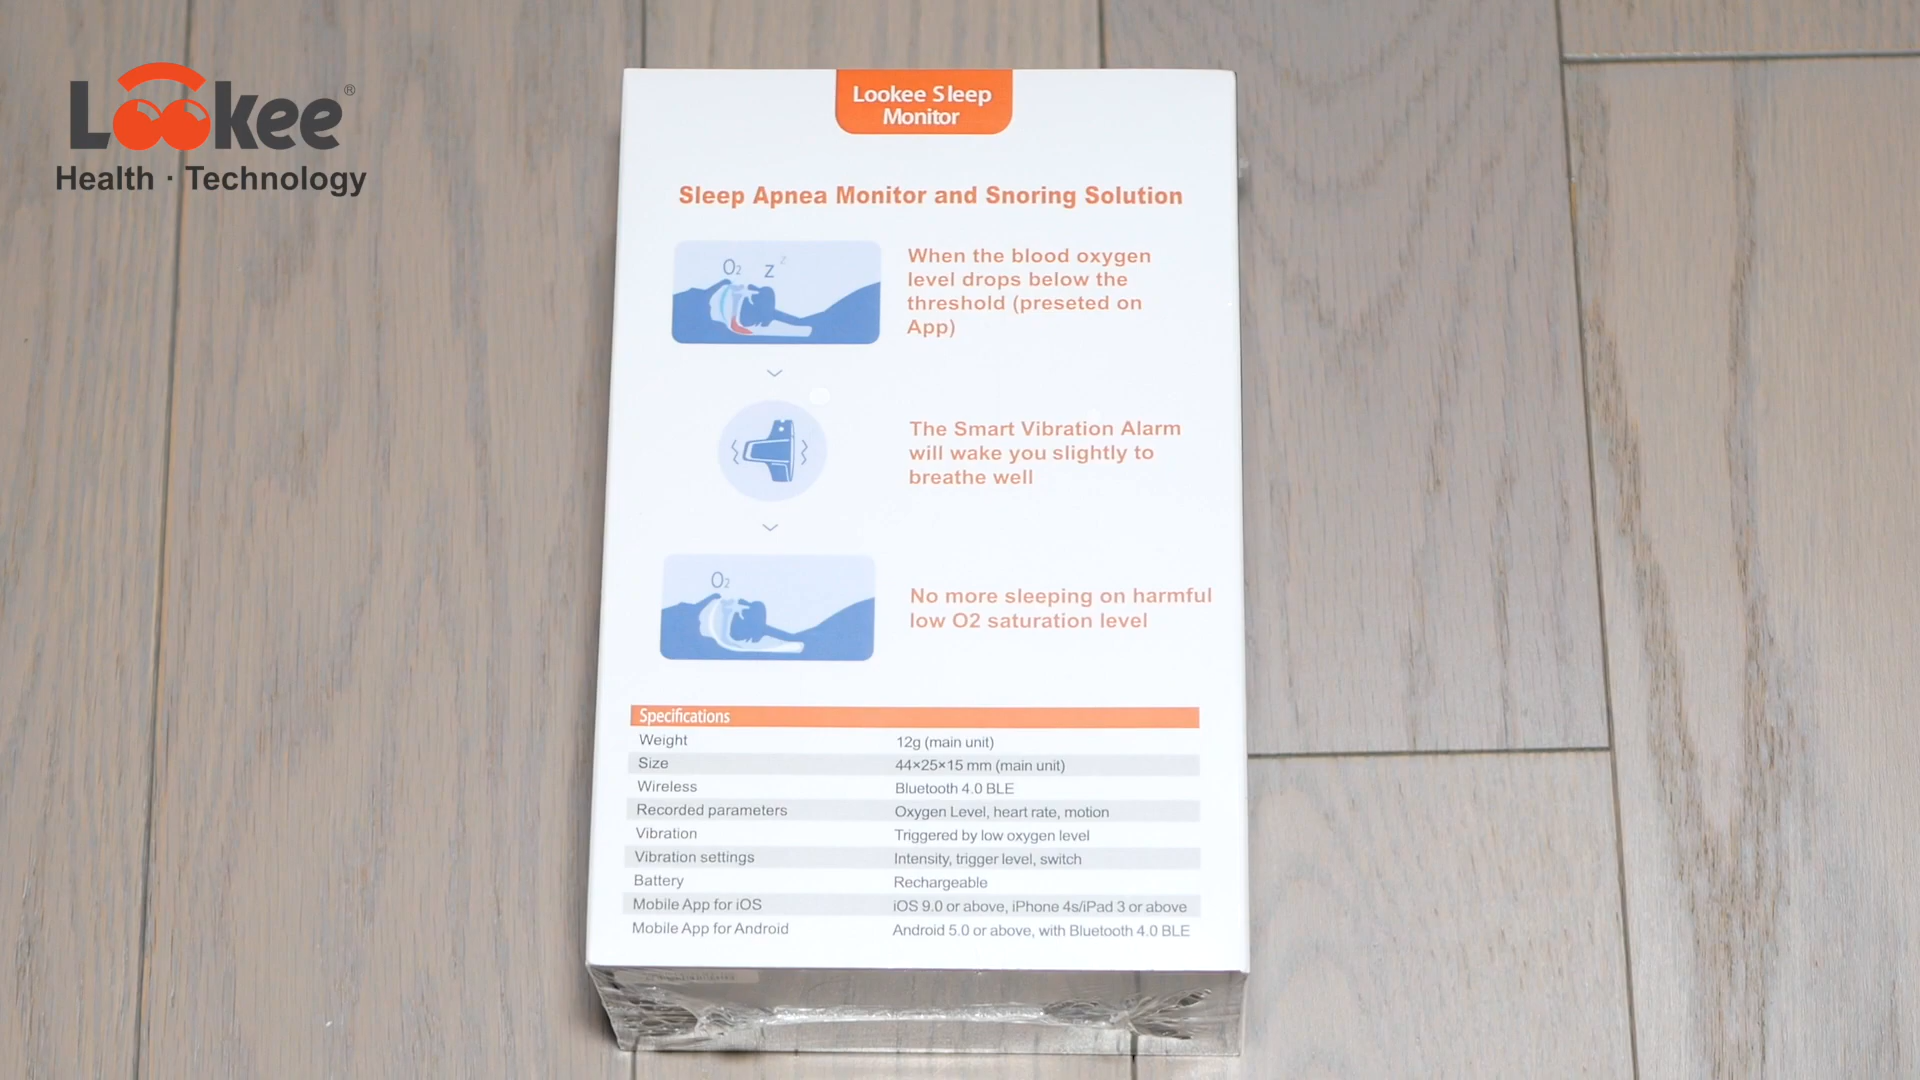 Lookee®
Health · Technology
Lookee Sleep
Monitor
Sleep Apnea Monitor and Snoring Solution
O2 z z
When the blood oxygen
level drops below the
threshold (preseted on
App)
The Smart Vibration Alarm
will wake you slightly to
breathe well
O2
No more sleeping on harmful
low O2 saturation level
Specifications
Weight 12g (main unit)
Size 44×25×15 mm (main unit)
Wireless Bluetooth 4.0 BLE
Recorded parameters Oxygen Level, heart rate, motion
Vibration Triggered by low oxygen level
Vibration settings Intensity, trigger level, switch
Battery Rechargeable
Mobile App for iOS iOS 9.0 or above, iPhone 4s/iPad 3 or above
Mobile App for Android Android 5.0 or above, with Bluetooth 4.0 BLE